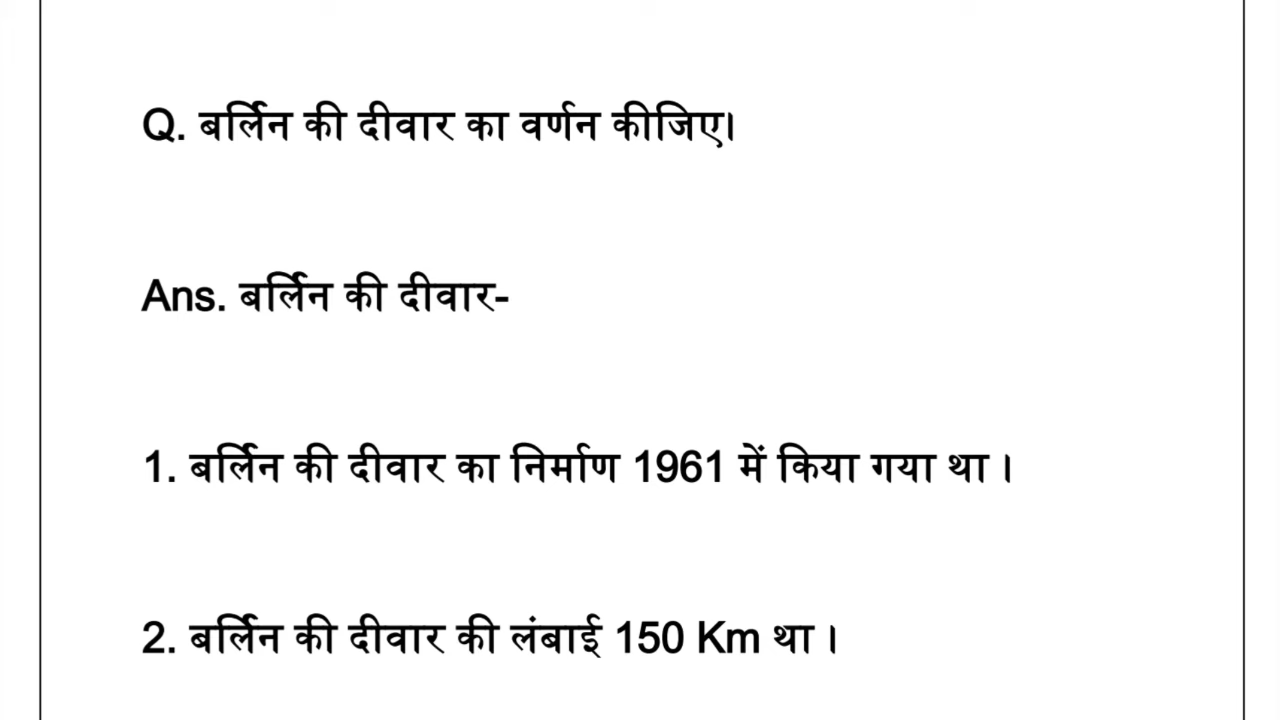 Q. बर्लिन की दीवार का वर्णन कीजिए।
Ans. बर्लिन की दीवार-
1. बर्लिन की दीवार का निर्माण 1961 में किया गया था ।
2. बर्लिन की दीवार की लंबाई 150 Km था ।